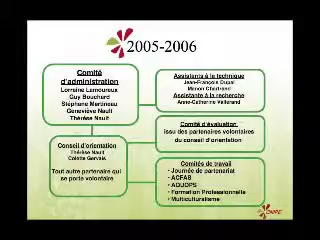 2005-2006
Comité
d'administration
Lorraine Lamoureux
Guy Bouchard
Stéphane Martineau
Geneviève Nault
Thérèse Nault
Assistants à la technique
Jean-François Dupal
Manon Chartrand
Assistante à la recherche
Anne-Catherine Vallerand
Comité d'évaluation
issu des partenaires volontaires
du conseil d'orientation
Conseil d'orientation
Thérèse Nault
Colette Gervais
Tout autre partenaire qui
se porte volontaire
Comités de travail
• Journée de partenariat
• ACFAS
• AQUOPS
• Formation Professionnelle
• Multiculturalisme